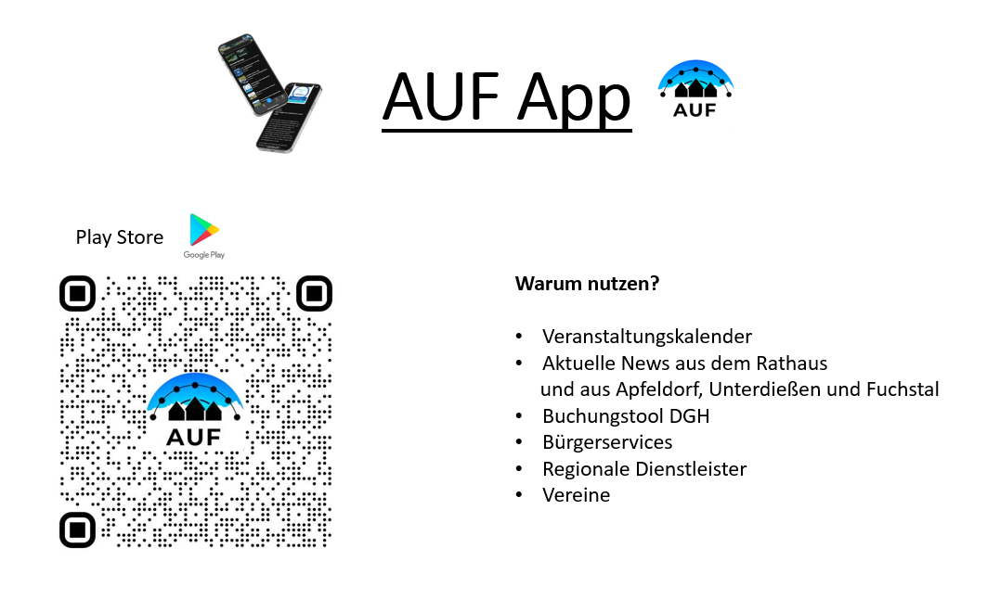 AUF App
AUF
Play Store
Google Play
AUF
Warum nutzen?
• Veranstaltungskalender
• Aktuelle News aus dem Rathaus
und aus Apfeldorf, Unterdießen und Fuchstal
• Buchungstool DGH
• Bürgerservices
• Regionale Dienstleister
• Vereine